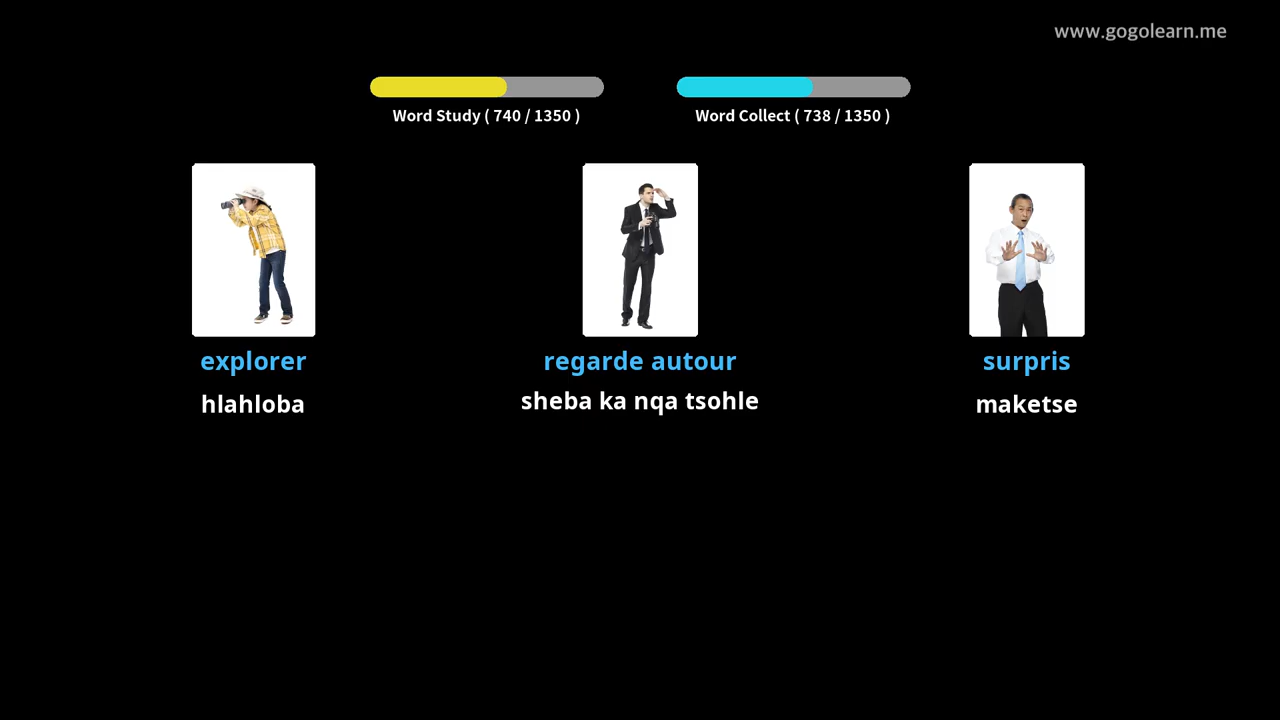 www.gogolearn.me
Word Study ( 740 / 1350 )
Word Collect ( 738 / 1350 )
explorer
regarde autour
surpris
hlahloba
sheba ka nqa tsohle
maketse